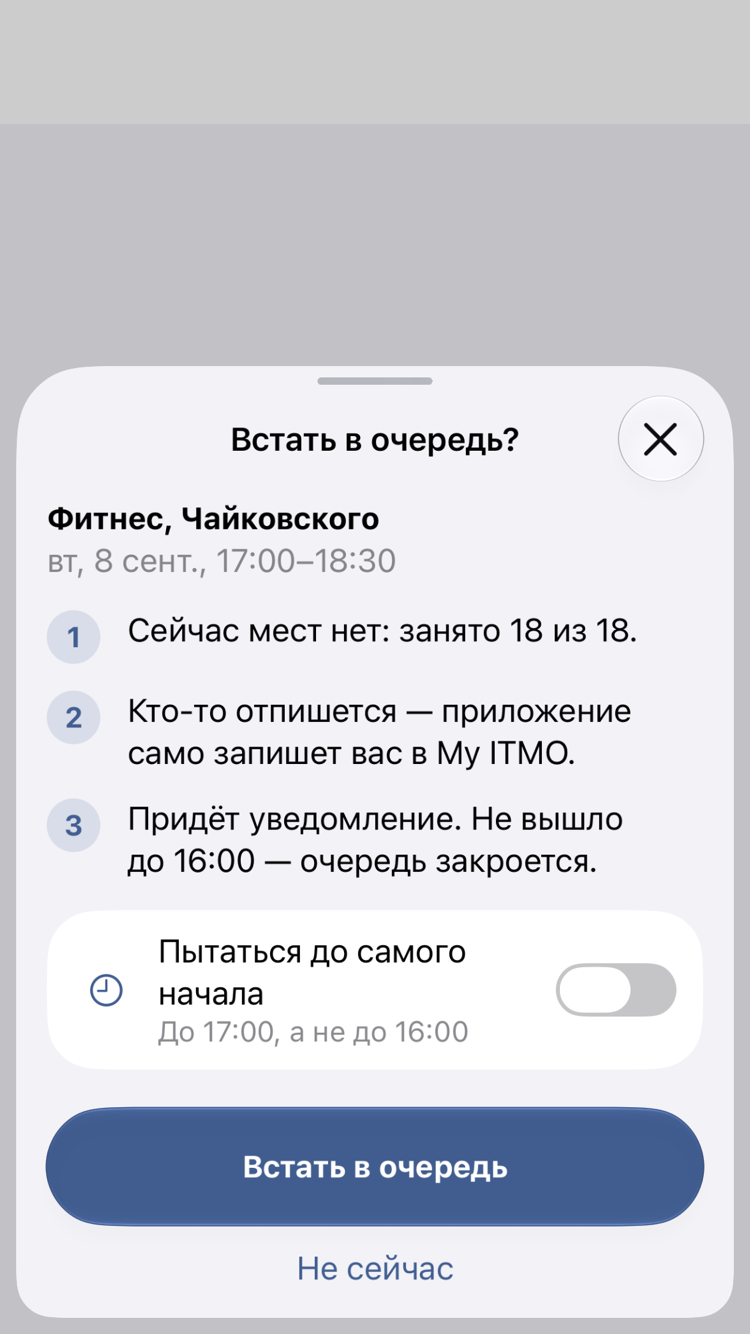 Встать в очередь?
Фитнес, Чайковского
вт, 8 сент., 17:00–18:30
1 Сейчас мест нет: занято 18 из 18.
2 Кто-то отпишется — приложение
само запишет вас в My ITMO.
3 Придёт уведомление. Не вышло
до 16:00 — очередь закроется.
Пытаться до самого
начала
До 17:00, а не до 16:00
Встать в очередь
Не сейчас